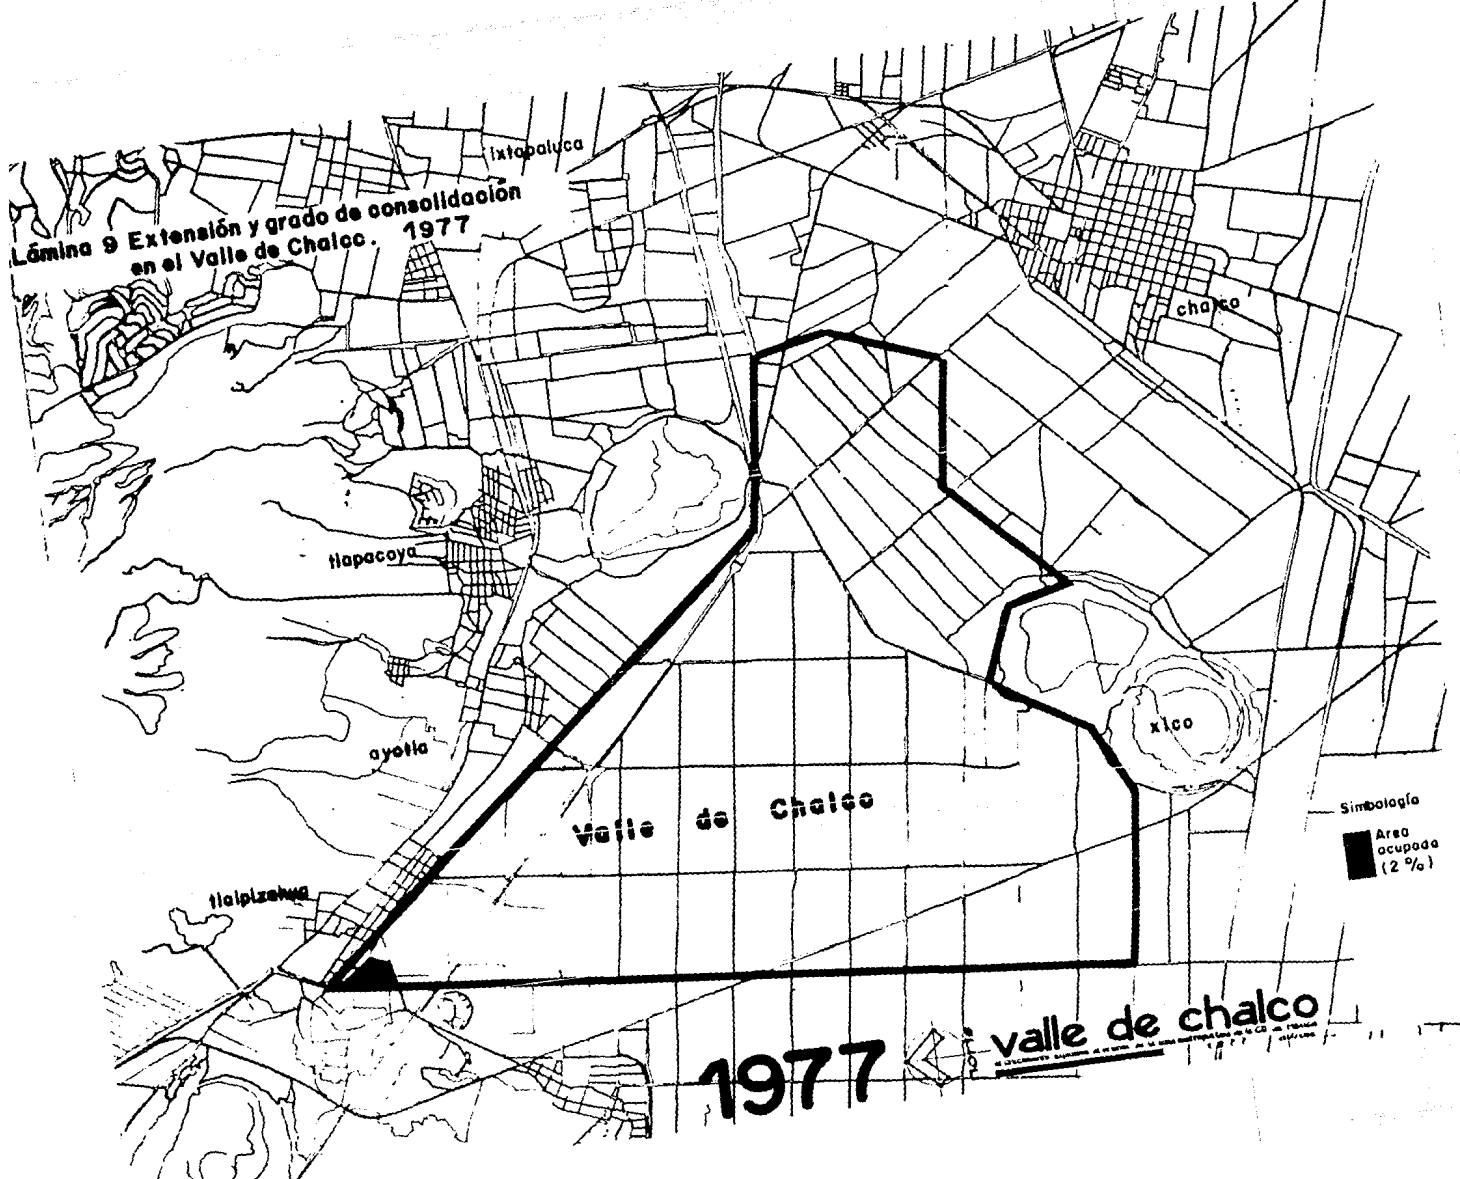 ixtapaluca
Lámina 9 Extensión y grado de consolidación
en el Valle de Chalco. 1977
chalco
tlapacoya
xico
ayotla
Valle de Chalco
Simbología
Area
ocupada
(2 %)
tlalpizahua
valle de chalco
1977